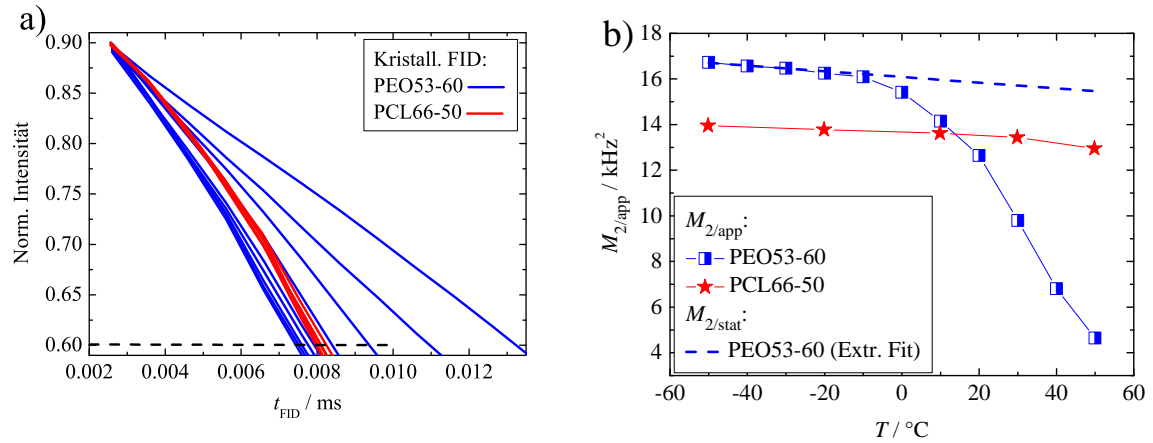 a)
0.90
0.85
0.80
0.75
0.70
0.65
0.60
Norm. Intensität
Kristall. FID:
PEO53-60
PCL66-50
0.002 0.004 0.006 0.008 0.010 0.012
t_FID / ms
b)
18
16
14
12
10
8
6
4
M_2/app / kHz²
M_2/app:
PEO53-60
PCL66-50
M_2/stat:
PEO53-60 (Extr. Fit)
-60 -40 -20 0 20 40 60
T / °C